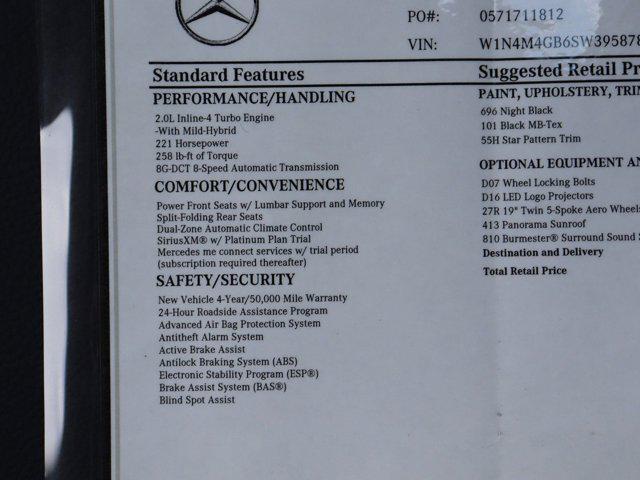 PO#: 0571711812
VIN: W1N4M4GB6SW395878
Standard Features
PERFORMANCE/HANDLING
2.0L Inline-4 Turbo Engine
-With Mild-Hybrid
221 Horsepower
258 lb-ft of Torque
8G-DCT 8-Speed Automatic Transmission
COMFORT/CONVENIENCE
Power Front Seats w/ Lumbar Support and Memory
Split-Folding Rear Seats
Dual-Zone Automatic Climate Control
SiriusXM® w/ Platinum Plan Trial
Mercedes me connect services w/ trial period
(subscription required thereafter)
SAFETY/SECURITY
New Vehicle 4-Year/50,000 Mile Warranty
24-Hour Roadside Assistance Program
Advanced Air Bag Protection System
Antitheft Alarm System
Active Brake Assist
Antilock Braking System (ABS)
Electronic Stability Program (ESP®)
Brake Assist System (BAS®)
Blind Spot Assist
Suggested Retail Pr
PAINT, UPHOLSTERY, TRI
696 Night Black
101 Black MB-Tex
55H Star Pattern Trim
OPTIONAL EQUIPMENT AN
D07 Wheel Locking Bolts
D16 LED Logo Projectors
27R 19" Twin 5-Spoke Aero Wheels
413 Panorama Sunroof
810 Burmester® Surround Sound
Destination and Delivery
Total Retail Price